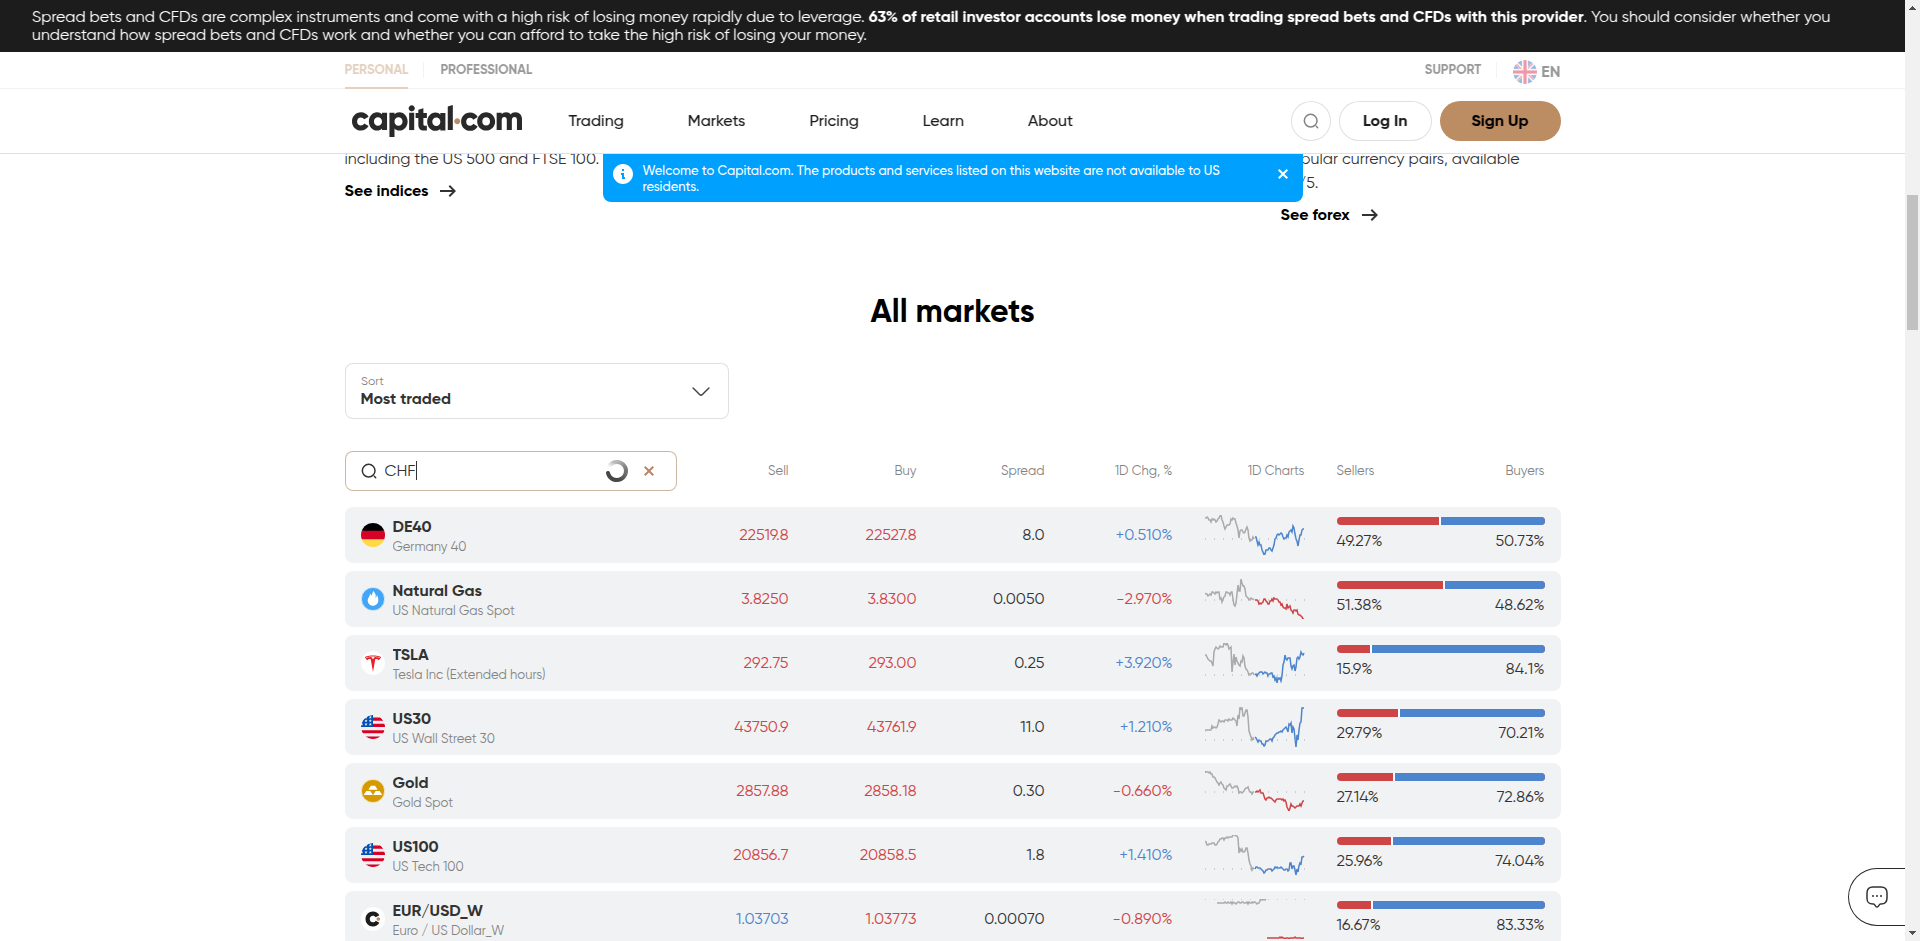 Spread bets and CFDs are complex instruments and come with a high risk of losing money rapidly due to leverage. 63% of retail investor accounts lose money when trading spread bets and CFDs with this provider. You should consider whether you
understand how spread bets and CFDs work and whether you can afford to take the high risk of losing your money.
PERSONAL PROFESSIONAL SUPPORT EN
capital.com Trading Markets Pricing Learn About Log In Sign Up
including the US 500 and FTSE 100.
See indices
Welcome to Capital.com. The products and services listed on this website are not available to US
residents.
ular currency pairs, available
/5.
See forex
All markets
Sort
Most traded
CHF Sell Buy Spread 1D Chg, % 1D Charts Sellers Buyers
DE40
Germany 40
22519.8 22527.8 8.0 +0.510% 49.27% 50.73%
Natural Gas
US Natural Gas Spot
3.8250 3.8300 0.0050 -2.970% 51.38% 48.62%
TSLA
Tesla Inc (Extended hours)
292.75 293.00 0.25 +3.920% 15.9% 84.1%
US30
US Wall Street 30
43750.9 43761.9 11.0 +1.210% 29.79% 70.21%
Gold
Gold Spot
2857.88 2858.18 0.30 -0.660% 27.14% 72.86%
US100
US Tech 100
20856.7 20858.5 1.8 +1.410% 25.96% 74.04%
EUR/USD_W
Euro / US Dollar_W
1.03703 1.03773 0.00070 -0.890% 16.67% 83.33%